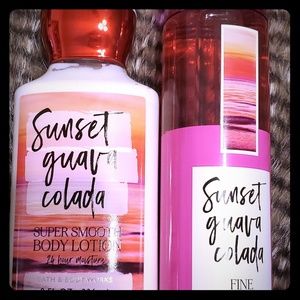 Sunset
guava
colada
SUPER SMOOTH
BODY LOTION
24 hour moisture
BATH & BODY WORKS
Sunset
guava
colada
FINE